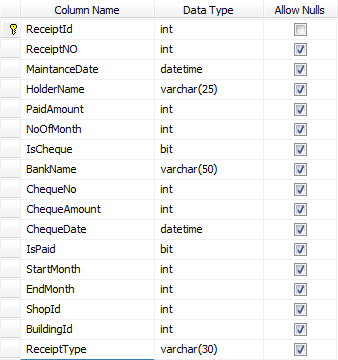 Column Name Data Type Allow Nulls
ReceiptId int
ReceiptNO int
MaintanceDate datetime
HolderName varchar(25)
PaidAmount int
NoOfMonth int
IsCheque bit
BankName varchar(50)
ChequeNo int
ChequeAmount int
ChequeDate datetime
IsPaid bit
StartMonth int
EndMonth int
ShopId int
BuildingId int
ReceiptType varchar(30)